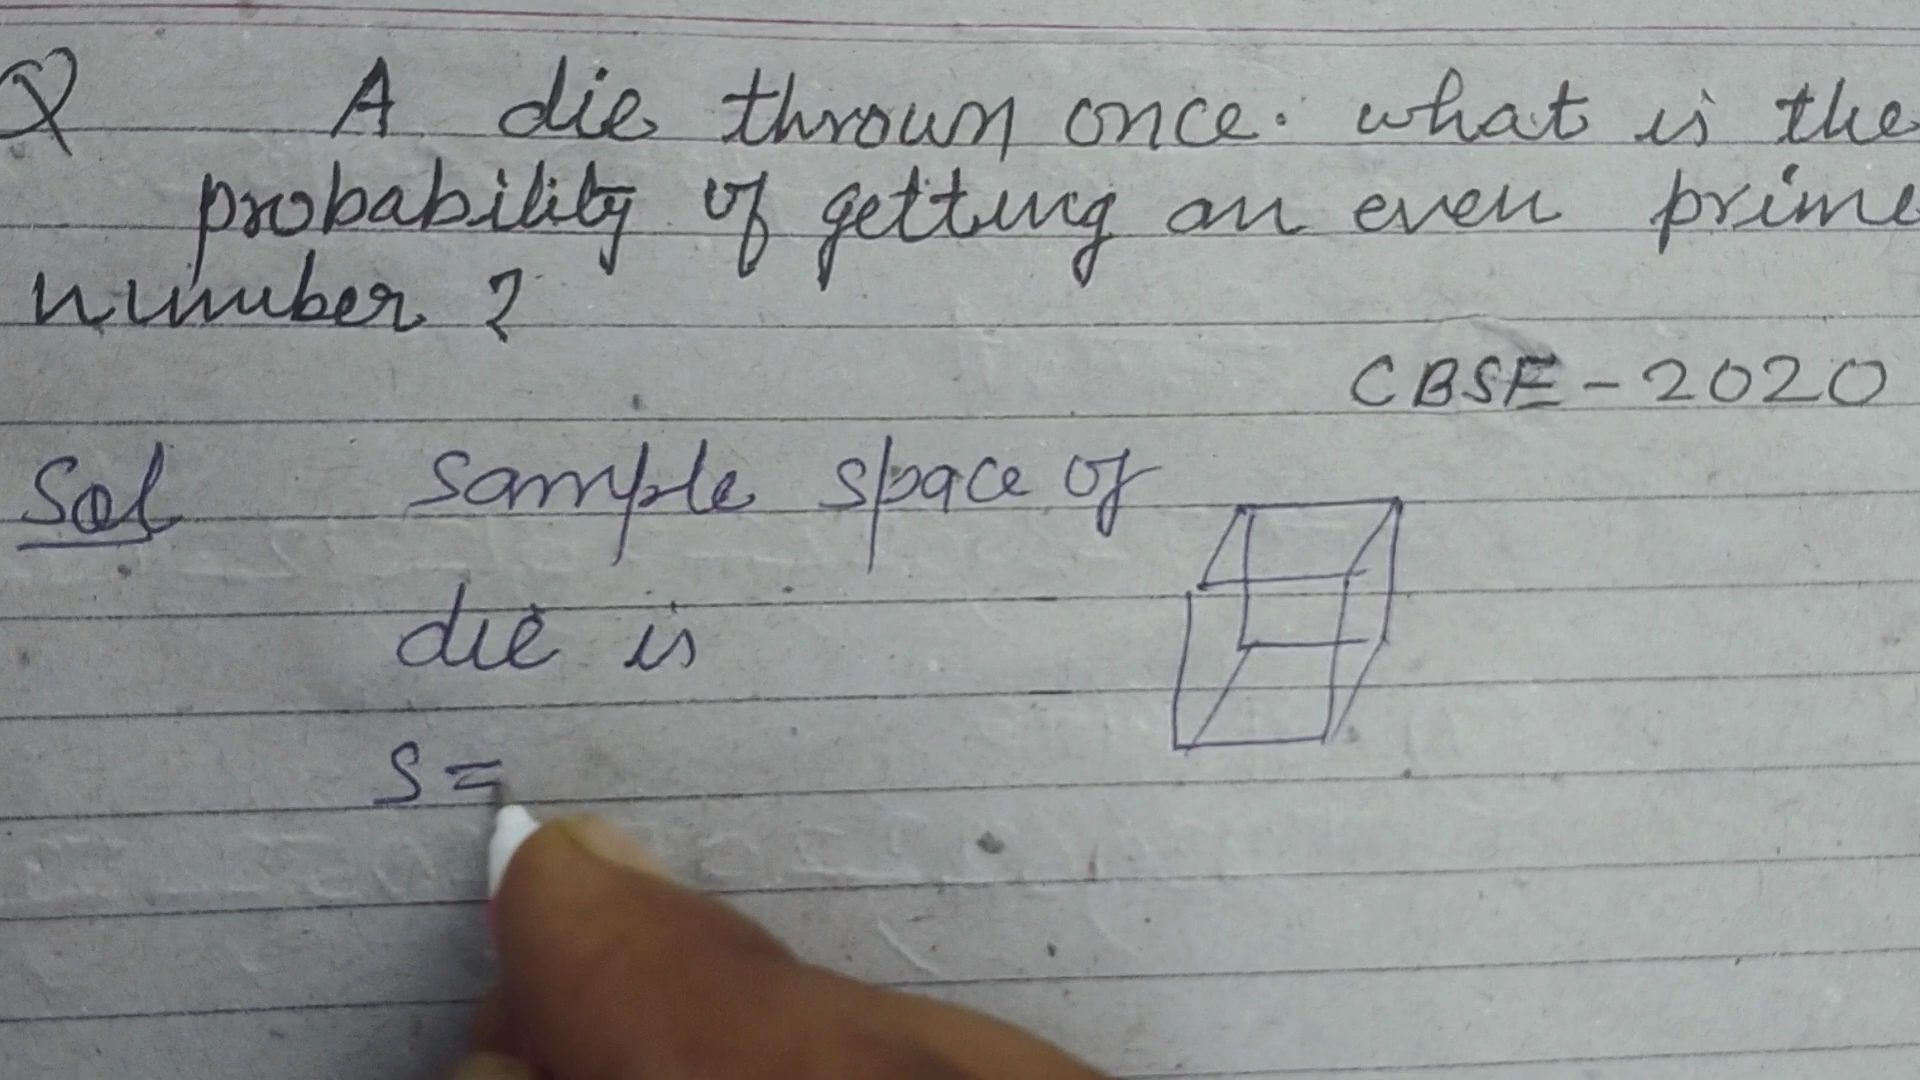 Q A die thrown once. what is the
probability of getting an even prime
number ?
CBSE - 2020
Sol Sample space of
die is
S =